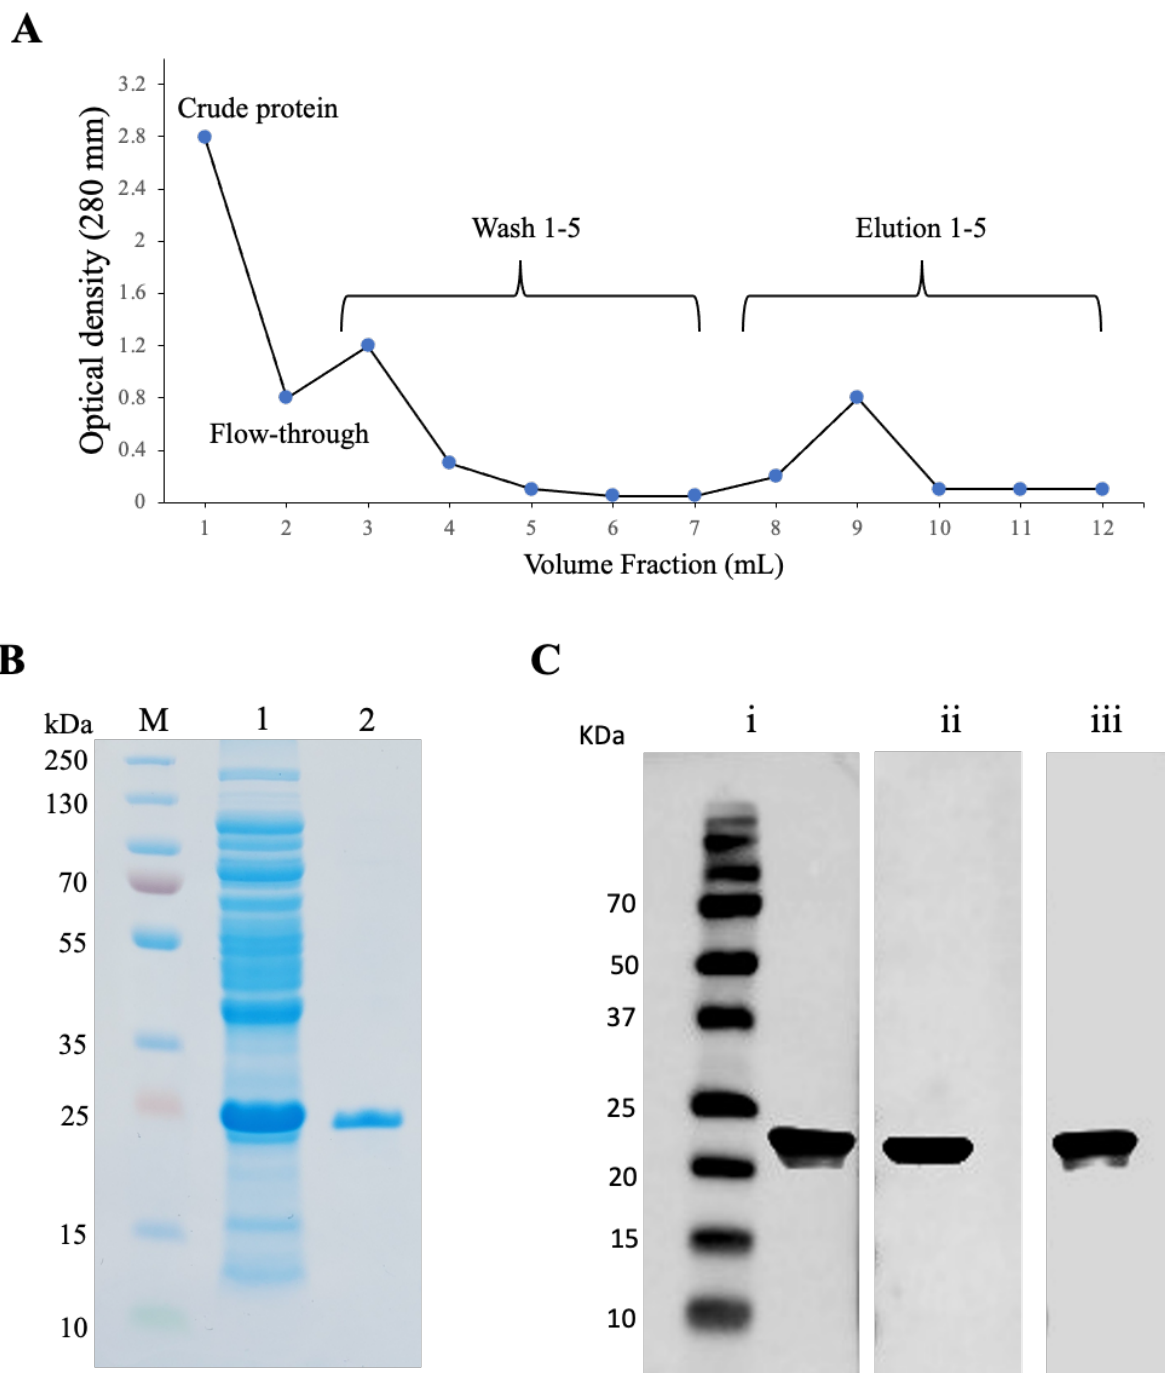 A
3.2
Crude protein
2.8
2.4
2
Wash 1-5
Elution 1-5
1.6
1.2
0.8
Flow-through
0.4
0
Optical density (280 mm)
1 2 3 4 5 6 7 8 9 10 11 12
Volume Fraction (mL)
B
kDa M 1 2
250
130
70
55
35
25
15
10
C
KDa i ii iii
70
50
37
25
20
15
10